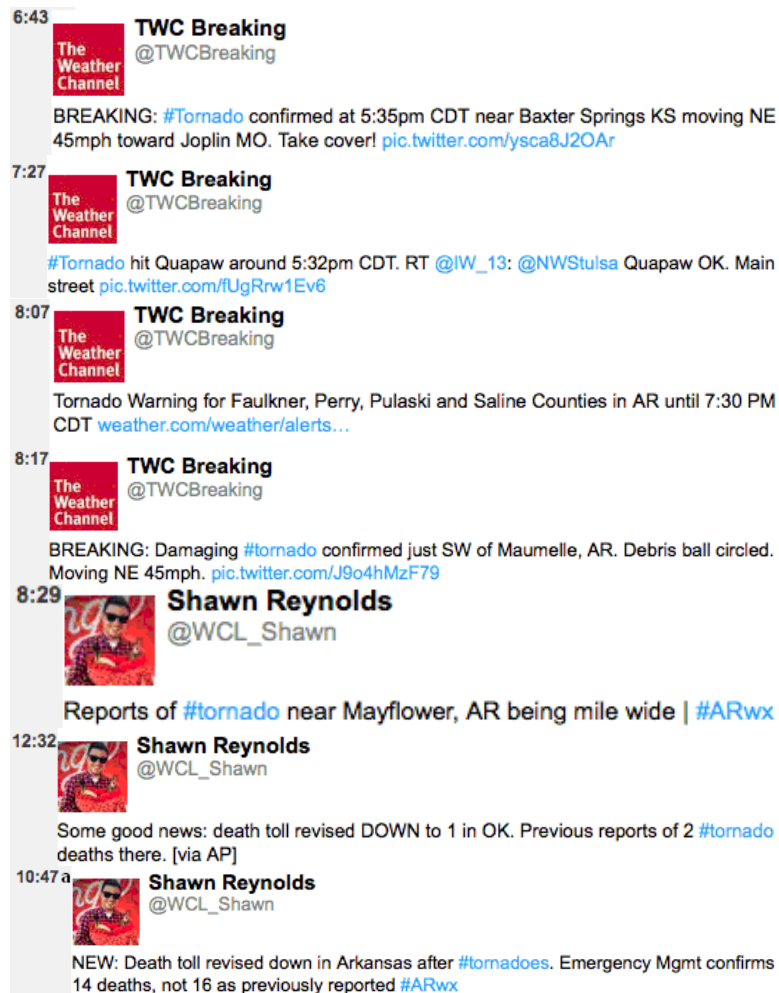 6:43
TWC Breaking
@TWCBreaking
The
Weather
Channel
BREAKING: #Tornado confirmed at 5:35pm CDT near Baxter Springs KS moving NE
45mph toward Joplin MO. Take cover! pic.twitter.com/ysca8J2OAr
7:27
TWC Breaking
@TWCBreaking
The
Weather
Channel
#Tornado hit Quapaw around 5:32pm CDT. RT @IW_13: @NWStulsa Quapaw OK. Main
street pic.twitter.com/fUgRrw1Ev6
8:07
TWC Breaking
@TWCBreaking
The
Weather
Channel
Tornado Warning for Faulkner, Perry, Pulaski and Saline Counties in AR until 7:30 PM
CDT weather.com/weather/alerts…
8:17
TWC Breaking
@TWCBreaking
The
Weather
Channel
BREAKING: Damaging #tornado confirmed just SW of Maumelle, AR. Debris ball circled.
Moving NE 45mph. pic.twitter.com/J9o4hMzF79
8:29
Shawn Reynolds
@WCL_Shawn
Reports of #tornado near Mayflower, AR being mile wide | #ARwx
12:32
Shawn Reynolds
@WCL_Shawn
Some good news: death toll revised DOWN to 1 in OK. Previous reports of 2 #tornado
deaths there. [via AP]
10:47a
Shawn Reynolds
@WCL_Shawn
NEW: Death toll revised down in Arkansas after #tornadoes. Emergency Mgmt confirms
14 deaths, not 16 as previously reported #ARwx